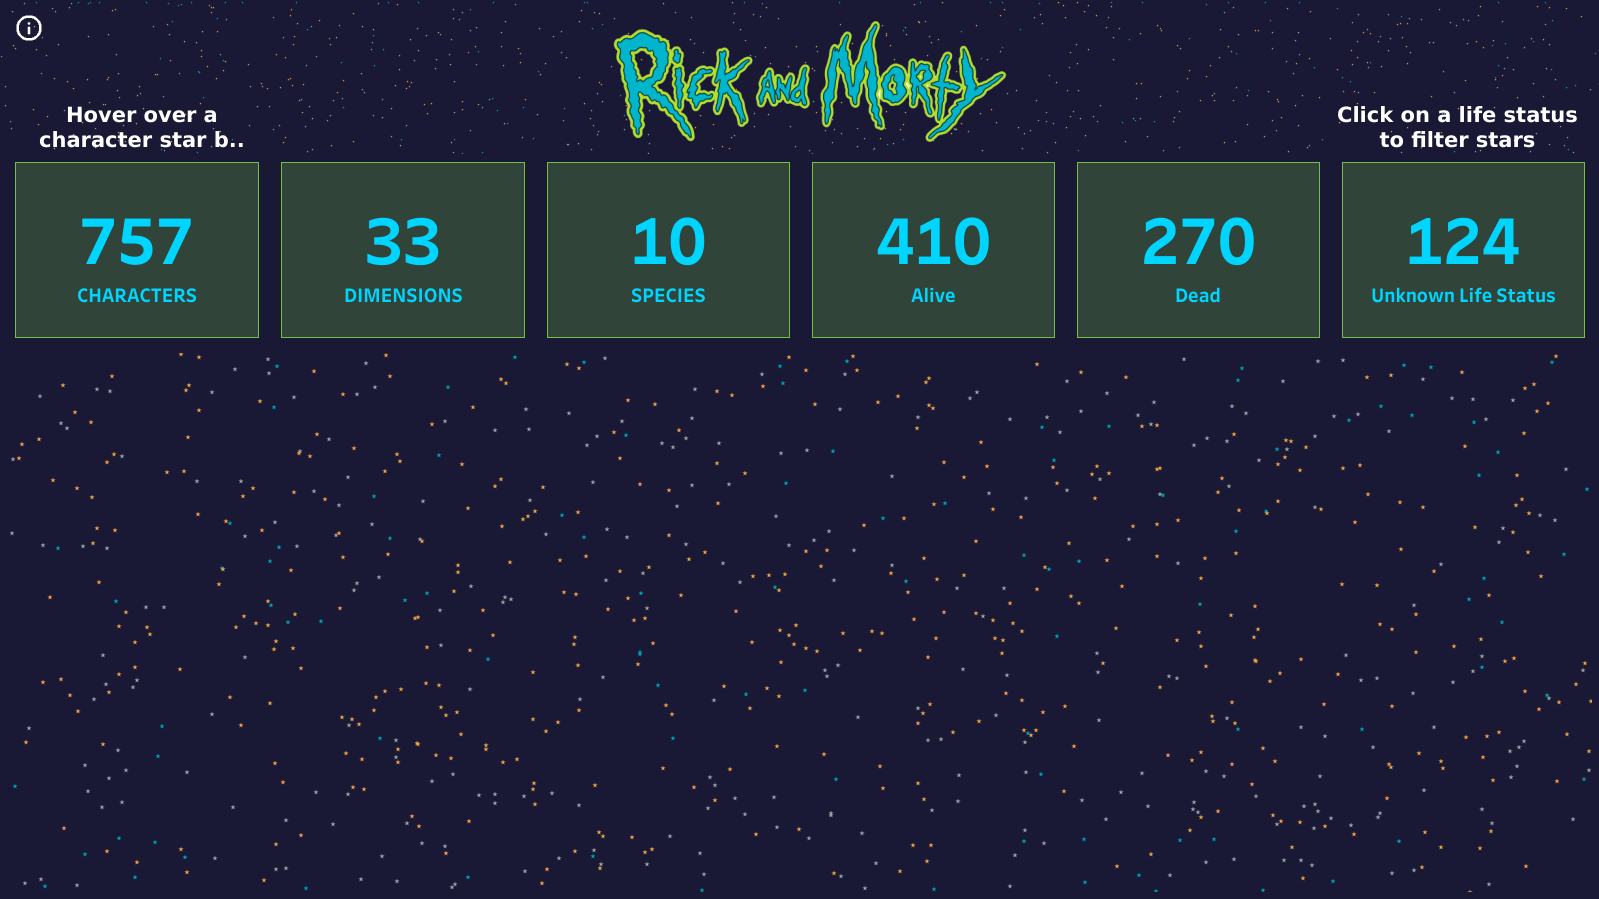 Rick and Morty
Hover over a
character star b..
Click on a life status
to filter stars
757
CHARACTERS
33
DIMENSIONS
10
SPECIES
410
Alive
270
Dead
124
Unknown Life Status